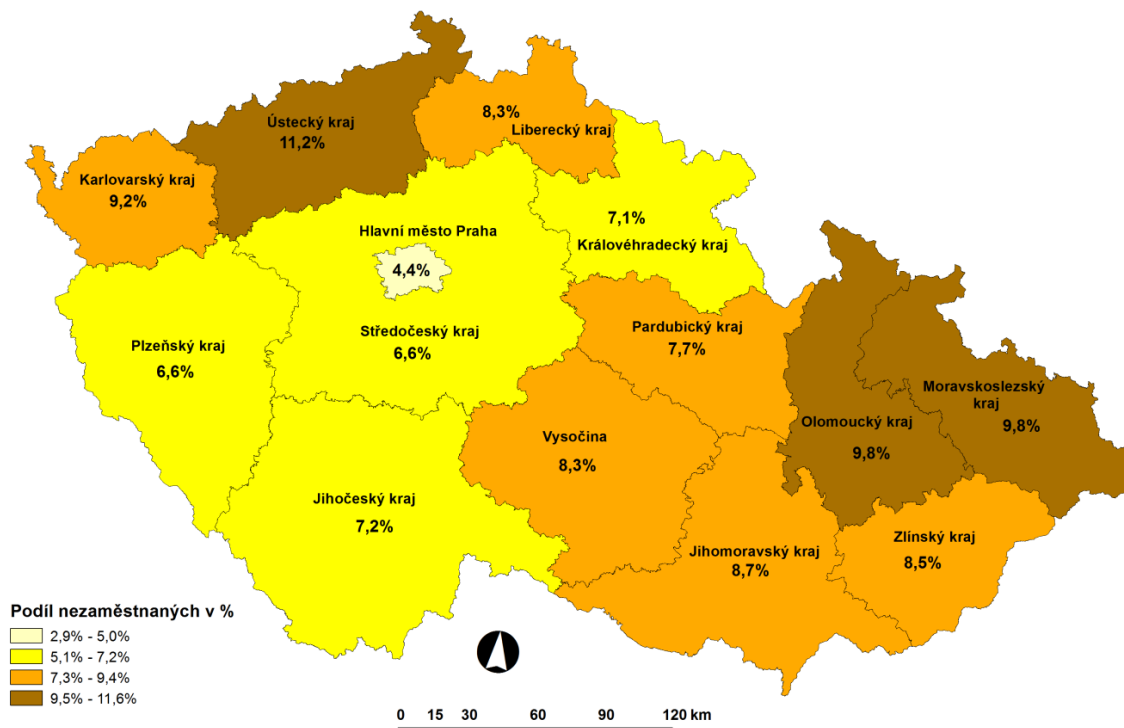 Ústecký kraj
11,2%
8,3%
Liberecký kraj
Karlovarský kraj
9,2%
7,1%
Královéhradecký kraj
Hlavní město Praha
4,4%
Středočeský kraj
6,6%
Plzeňský kraj
6,6%
Pardubický kraj
7,7%
Moravskoslezský
kraj
9,8%
Olomoucký kraj
9,8%
Vysočina
8,3%
Jihočeský kraj
7,2%
Jihomoravský kraj
8,7%
Zlínský kraj
8,5%
Podíl nezaměstnaných v %
2,9% - 5,0%
5,1% - 7,2%
7,3% - 9,4%
9,5% - 11,6%
0 15 30 60 90 120 km